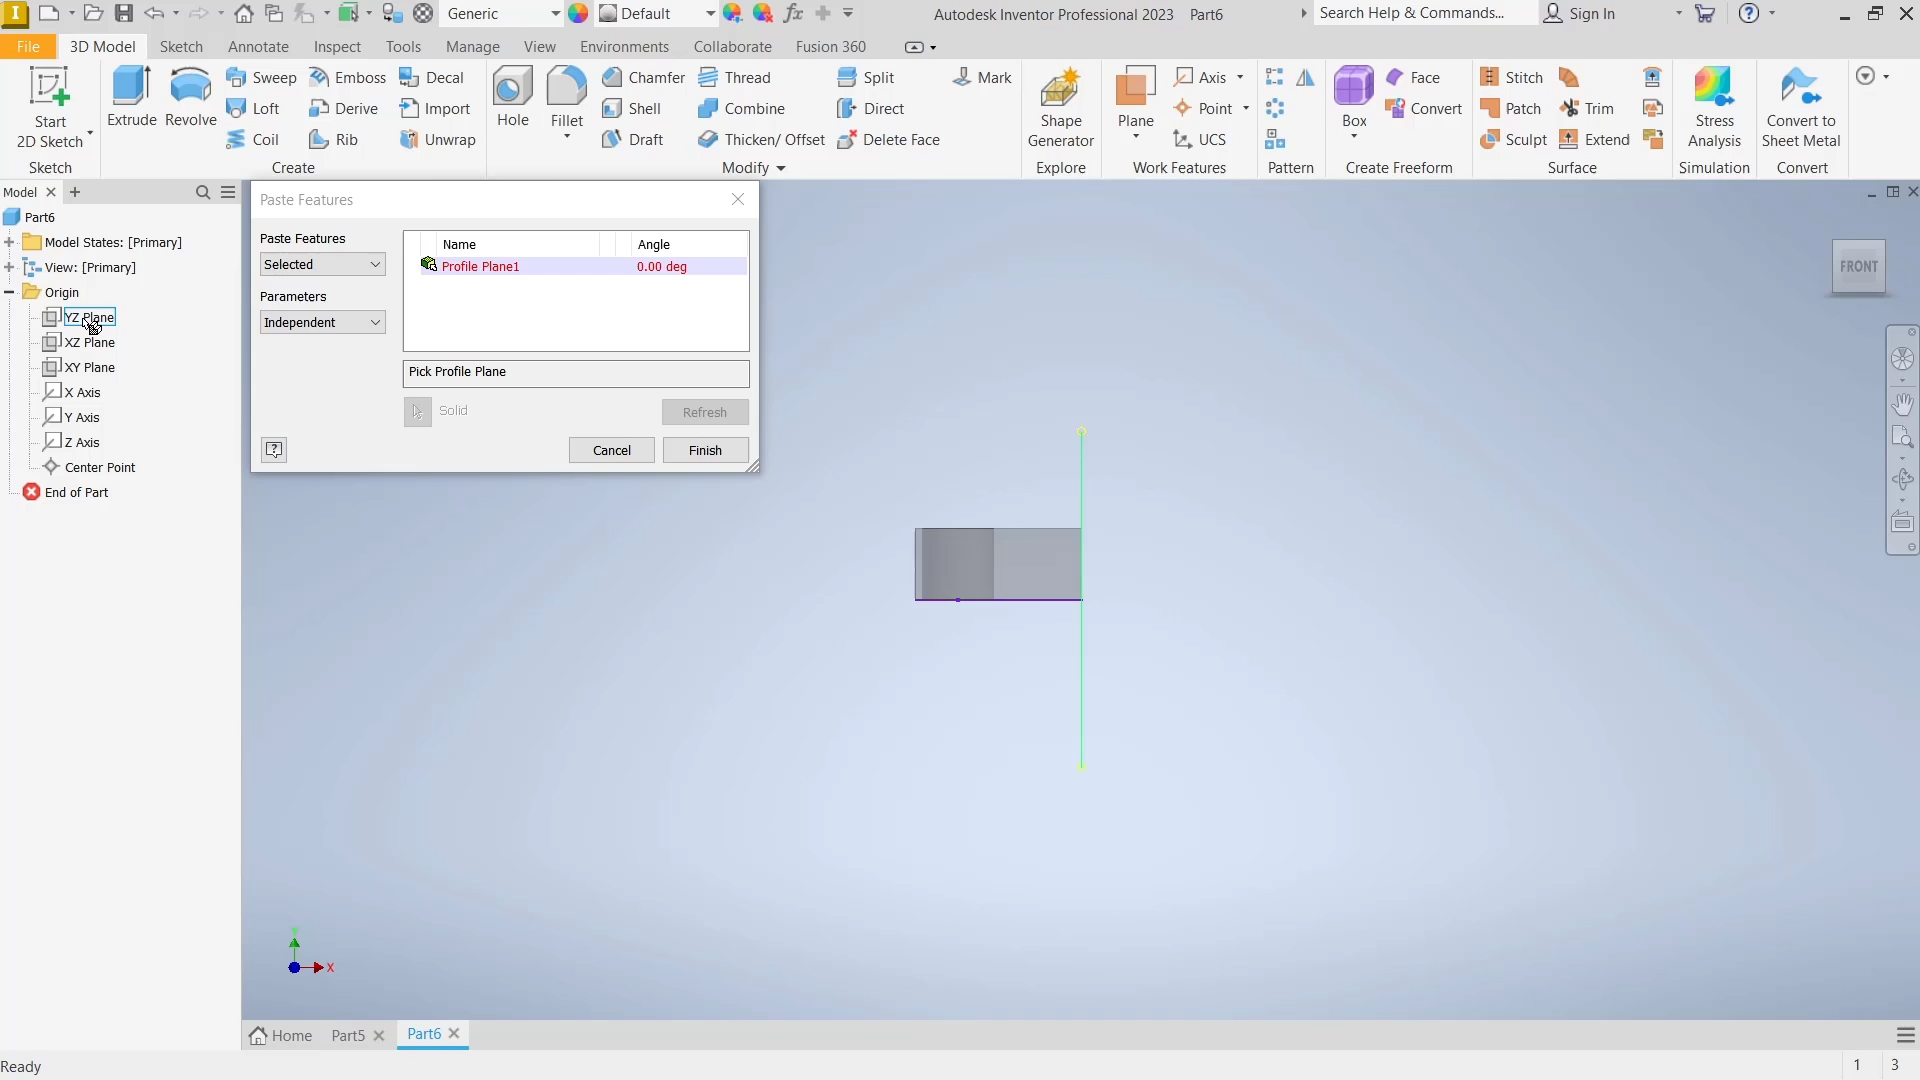 Generic
Default
Autodesk Inventor Professional 2023 Part6
Search Help & Commands...
Sign In
File
3D Model
Sketch
Annotate
Inspect
Tools
Manage
View
Environments
Collaborate
Fusion 360
Start
2D Sketch
Sketch
Extrude
Revolve
Sweep
Loft
Coil
Emboss
Derive
Rib
Decal
Import
Unwrap
Create
Hole
Fillet
Chamfer
Shell
Draft
Thread
Combine
Thicken/ Offset
Split
Direct
Delete Face
Modify
Mark
Shape
Generator
Explore
Plane
Axis
Point
UCS
Work Features
Pattern
Box
Face
Convert
Create Freeform
Stitch
Patch
Sculpt
Trim
Extend
Surface
Stress
Analysis
Simulation
Convert to
Sheet Metal
Convert
Model
Part6
Model States: [Primary]
View: [Primary]
Origin
YZ Plane
XZ Plane
XY Plane
X Axis
Y Axis
Z Axis
Center Point
End of Part
Paste Features
Paste Features
Selected
Parameters
Independent
Name Angle
Profile Plane1 0.00 deg
Pick Profile Plane
Solid
Refresh
Cancel
Finish
FRONT
X
Home
Part5
Part6
Ready
1 3